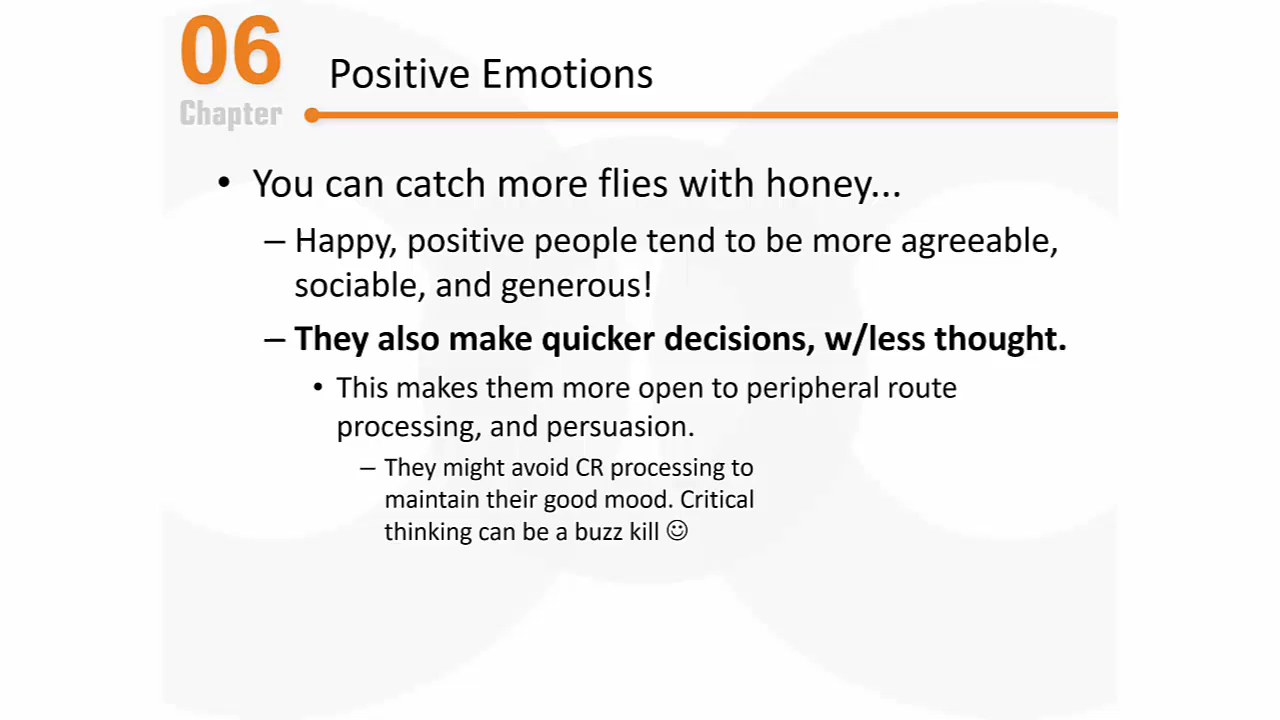 06
Chapter
Positive Emotions
• You can catch more flies with honey...
– Happy, positive people tend to be more agreeable,
sociable, and generous!
– They also make quicker decisions, w/less thought.
• This makes them more open to peripheral route
processing, and persuasion.
– They might avoid CR processing to
maintain their good mood. Critical
thinking can be a buzz kill ☺